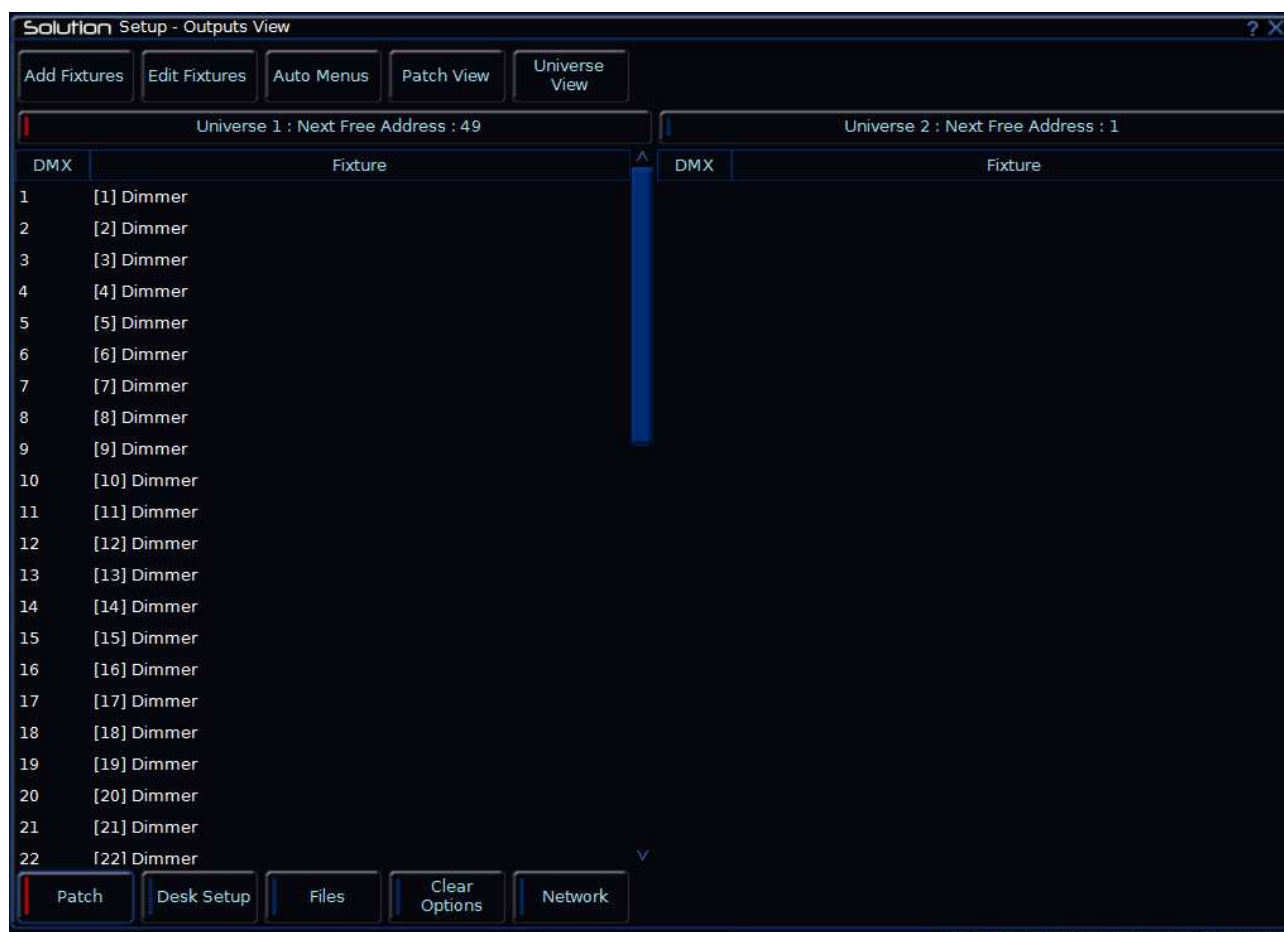 Solution Setup - Outputs View ? X
Add Fixtures Edit Fixtures Auto Menus Patch View Universe View
Universe 1 : Next Free Address : 49 Universe 2 : Next Free Address : 1
DMX Fixture DMX Fixture
1 [1] Dimmer
2 [2] Dimmer
3 [3] Dimmer
4 [4] Dimmer
5 [5] Dimmer
6 [6] Dimmer
7 [7] Dimmer
8 [8] Dimmer
9 [9] Dimmer
10 [10] Dimmer
11 [11] Dimmer
12 [12] Dimmer
13 [13] Dimmer
14 [14] Dimmer
15 [15] Dimmer
16 [16] Dimmer
17 [17] Dimmer
18 [18] Dimmer
19 [19] Dimmer
20 [20] Dimmer
21 [21] Dimmer
22 [22] Dimmer
Patch Desk Setup Files Clear Options Network